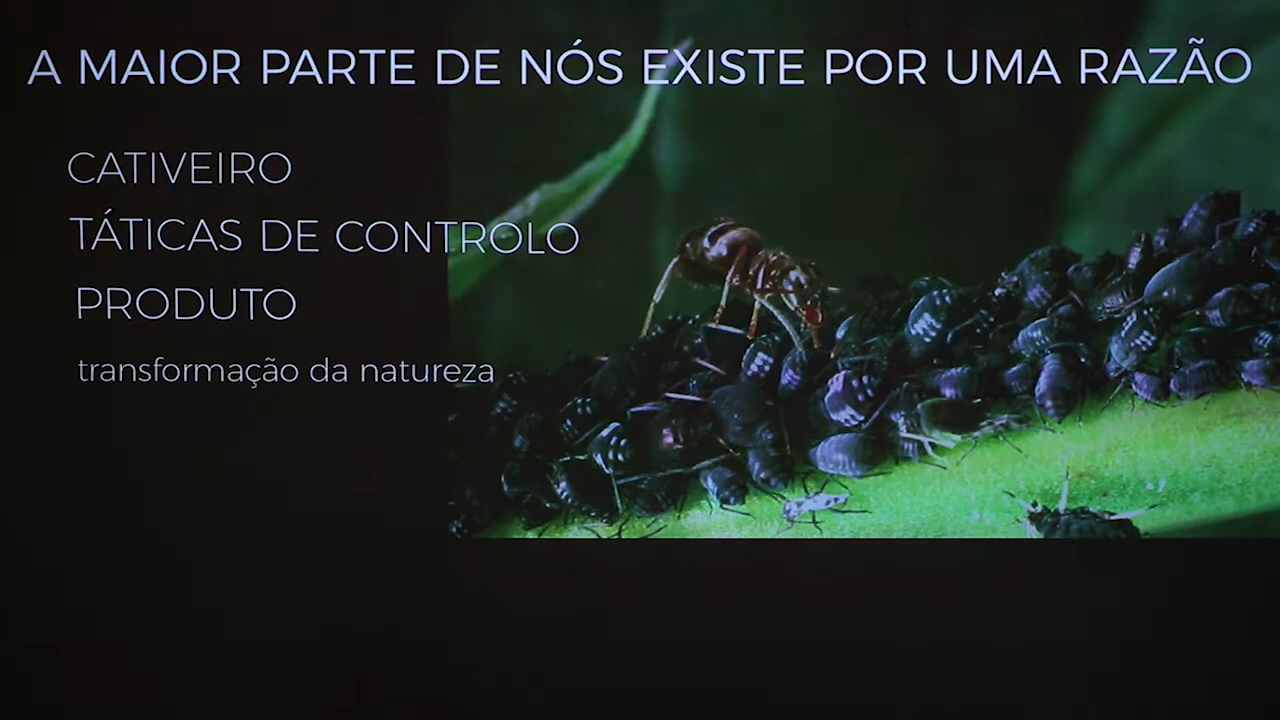 A MAIOR PARTE DE NÓS EXISTE POR UMA RAZÃO
CATIVEIRO
TÁTICAS DE CONTROLO
PRODUTO
transformação da natureza